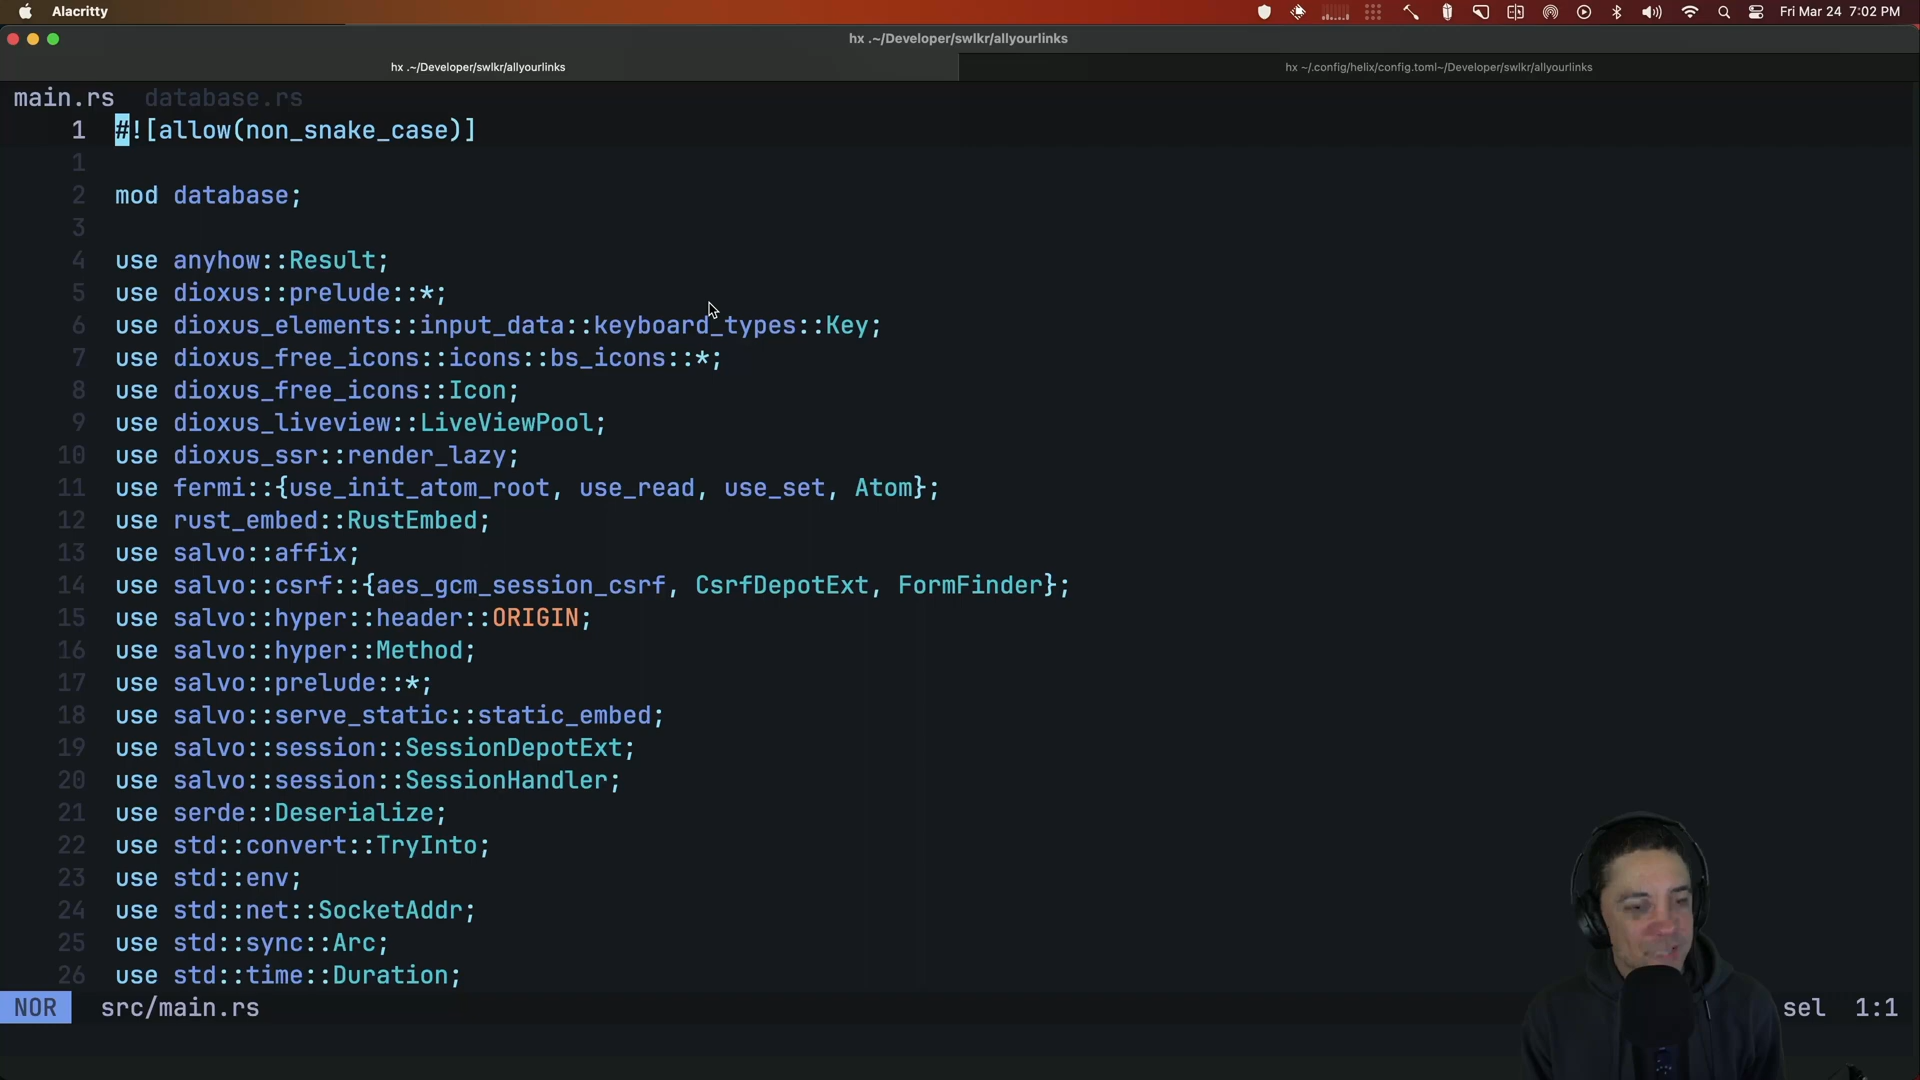 Alacritty
Fri Mar 24 7:02 PM
hx .~/Developer/swlkr/allyourlinks
hx .~/Developer/swlkr/allyourlinks
hx ~/.config/helix/config.toml~/Developer/swlkr/allyourlinks
main.rs database.rs
1 #![allow(non_snake_case)]
1
2 mod database;
3
4 use anyhow::Result;
5 use dioxus::prelude::*;
6 use dioxus_elements::input_data::keyboard_types::Key;
7 use dioxus_free_icons::icons::bs_icons::*;
8 use dioxus_free_icons::Icon;
9 use dioxus_liveview::LiveViewPool;
10 use dioxus_ssr::render_lazy;
11 use fermi::{use_init_atom_root, use_read, use_set, Atom};
12 use rust_embed::RustEmbed;
13 use salvo::affix;
14 use salvo::csrf::{aes_gcm_session_csrf, CsrfDepotExt, FormFinder};
15 use salvo::hyper::header::ORIGIN;
16 use salvo::hyper::Method;
17 use salvo::prelude::*;
18 use salvo::serve_static::static_embed;
19 use salvo::session::SessionDepotExt;
20 use salvo::session::SessionHandler;
21 use serde::Deserialize;
22 use std::convert::TryInto;
23 use std::env;
24 use std::net::SocketAddr;
25 use std::sync::Arc;
26 use std::time::Duration;
NOR src/main.rs sel 1:1